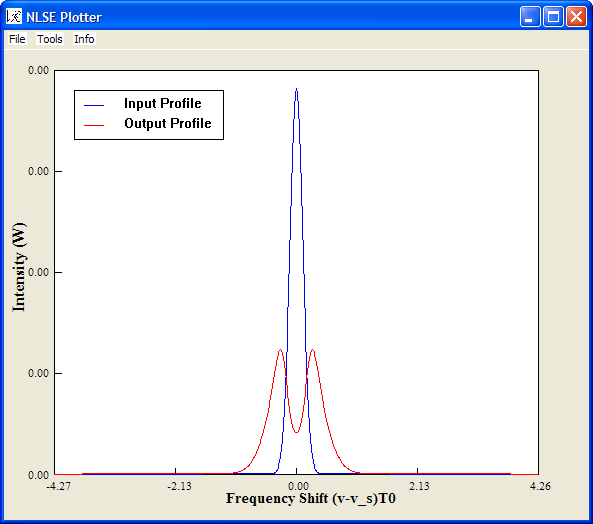 NLSE Plotter
File Tools Info
0.00
Input Profile
Output Profile
0.00
Intensity (W)
0.00
0.00
0.00
-4.27 -2.13 0.00 2.13 4.26
Frequency Shift (v-v_s)T0